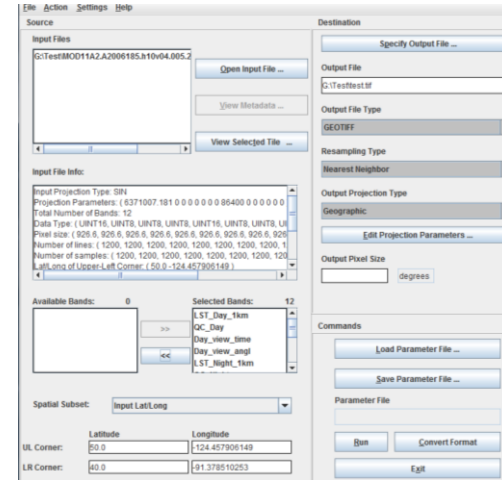 File Action Settings Help
Source
Input Files
G:\Test\MOD11A2.A2006185.h10v04.005.2
Open Input File ...
View Metadata ...
View Selected Tile ...
Input File Info:
Input Projection Type: SIN
Projection Parameters: ( 6371007.181 0 0 0 0 0 0 0 86400 0 0 0 0 0 0
Total Number of Bands: 12
Data Type: ( UINT16, UINT8, UINT8, UINT8, UINT16, UINT8, UINT8, UI
Pixel size: ( 926.6, 926.6, 926.6, 926.6, 926.6, 926.6, 926.6, 926
Number of lines: ( 1200, 1200, 1200, 1200, 1200, 1200, 1200, 1
Number of samples: ( 1200, 1200, 1200, 1200, 1200, 1200, 120
Lat/Long of Upper-Left Corner: ( 50.0 -124.457906149 )
Available Bands: 0
Selected Bands: 12
>>
<<
LST_Day_1km
QC_Day
Day_view_time
Day_view_angl
LST_Night_1km
Spatial Subset: Input Lat/Long
Latitude Longitude
UL Corner: 50.0 -124.457906149
LR Corner: 40.0 -91.378510253
Destination
Specify Output File ...
Output File
G:\Test\test.tif
Output File Type
GEOTIFF
Resampling Type
Nearest Neighbor
Output Projection Type
Geographic
Edit Projection Parameters ...
Output Pixel Size
degrees
Commands
Load Parameter File ...
Save Parameter File ...
Parameter File
Run Convert Format
Exit